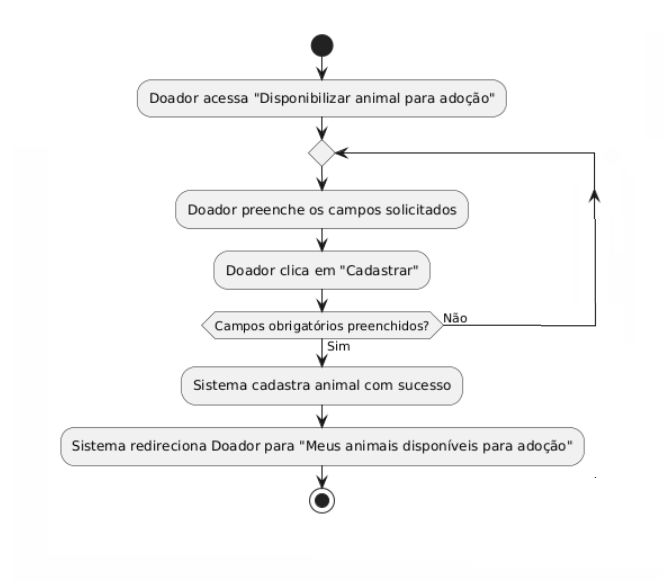 Doador acessa "Disponibilizar animal para adoção"
Doador preenche os campos solicitados
Doador clica em "Cadastrar"
Campos obrigatórios preenchidos?
Não
Sim
Sistema cadastra animal com sucesso
Sistema redireciona Doador para "Meus animais disponíveis para adoção"